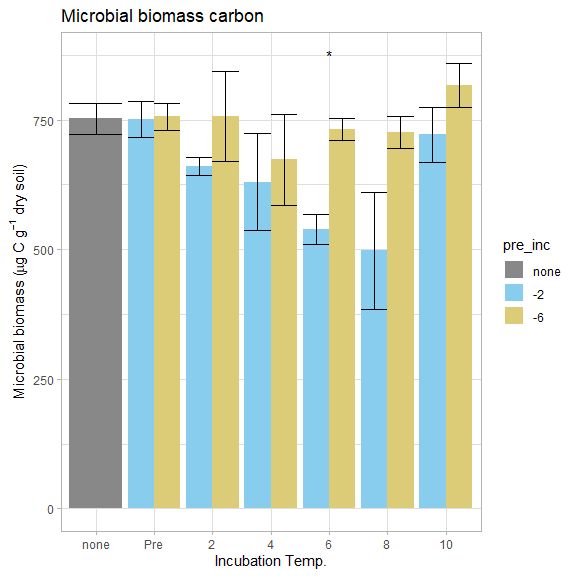 Microbial biomass carbon
*
Microbial biomass (μg C g⁻¹ dry soil)
750
500
250
0
none Pre 2 4 6 8 10
Incubation Temp.
pre_inc
none
-2
-6